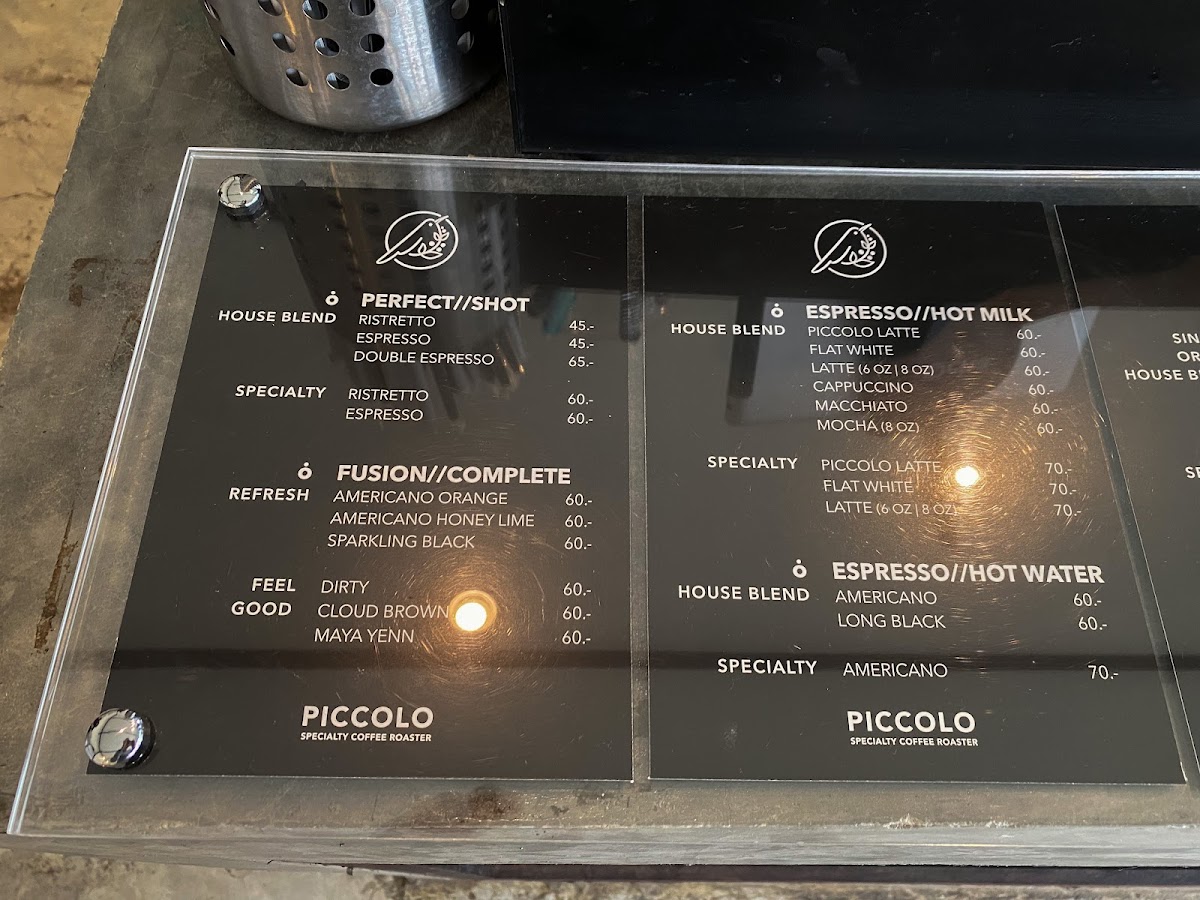 PERFECT//SHOT
HOUSE BLEND RISTRETTO 45.-
ESPRESSO 45.-
DOUBLE ESPRESSO 65.-
SPECIALTY RISTRETTO 60.-
ESPRESSO 60.-
FUSION//COMPLETE
REFRESH AMERICANO ORANGE 60.-
AMERICANO HONEY LIME 60.-
SPARKLING BLACK 60.-
FEEL DIRTY 60.-
GOOD CLOUD BROWN 60.-
MAYA YENN 60.-
PICCOLO
SPECIALTY COFFEE ROASTER
ESPRESSO//HOT MILK
HOUSE BLEND PICCOLO LATTE 60.-
FLAT WHITE 60.-
LATTE (6 OZ | 8 OZ) 60.-
CAPPUCCINO 60.-
MACCHIATO 60.-
MOCHA (8 OZ) 60.-
SPECIALTY PICCOLO LATTE 70.-
FLAT WHITE 70.-
LATTE (6 OZ | 8 OZ) 70.-
ESPRESSO//HOT WATER
HOUSE BLEND AMERICANO 60.-
LONG BLACK 60.-
SPECIALTY AMERICANO 70.-
PICCOLO
SPECIALTY COFFEE ROASTER
SIN
OR
HOUSE B